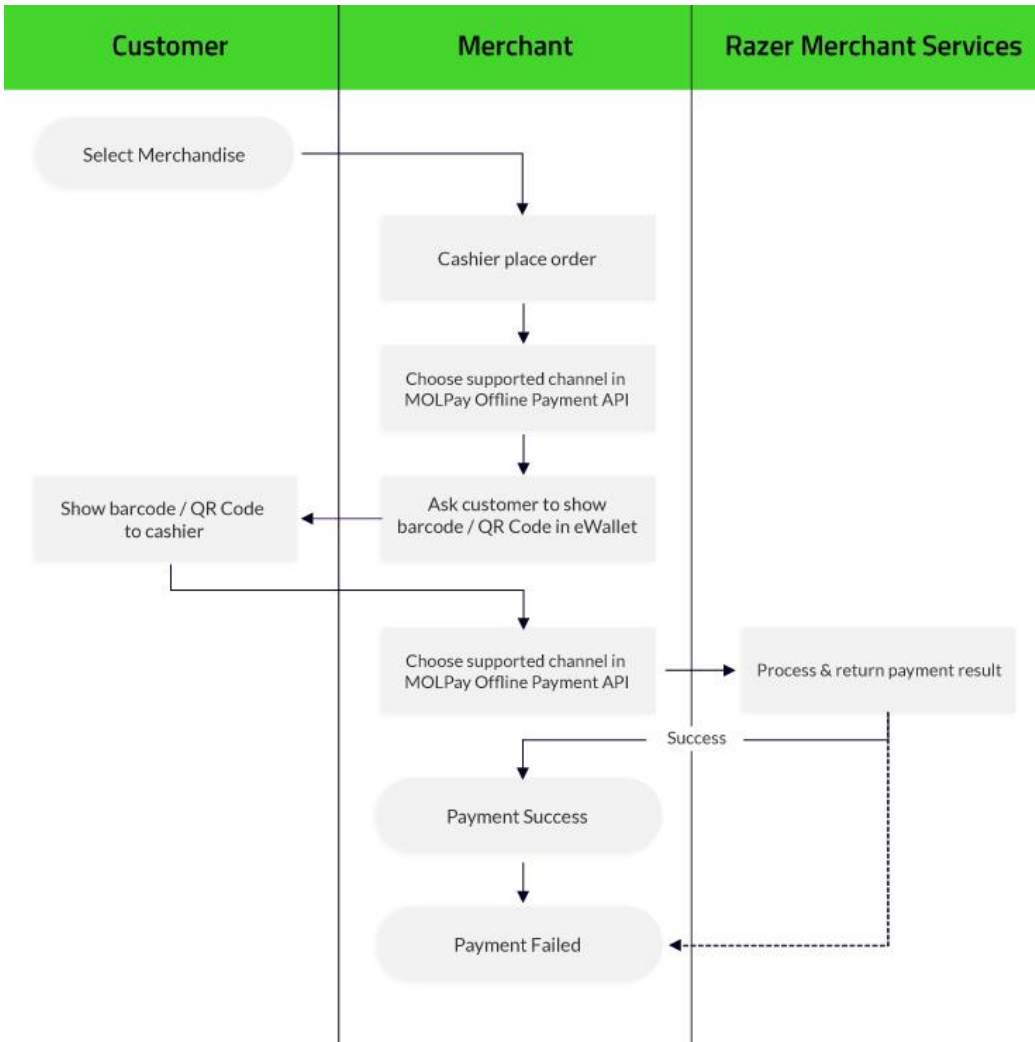 Customer
Merchant
Razer Merchant Services
Select Merchandise
Cashier place order
Choose supported channel in
MOLPay Offline Payment API
Ask customer to show
barcode / QR Code in eWallet
Show barcode / QR Code
to cashier
Choose supported channel in
MOLPay Offline Payment API
Process & return payment result
Success
Payment Success
Payment Failed